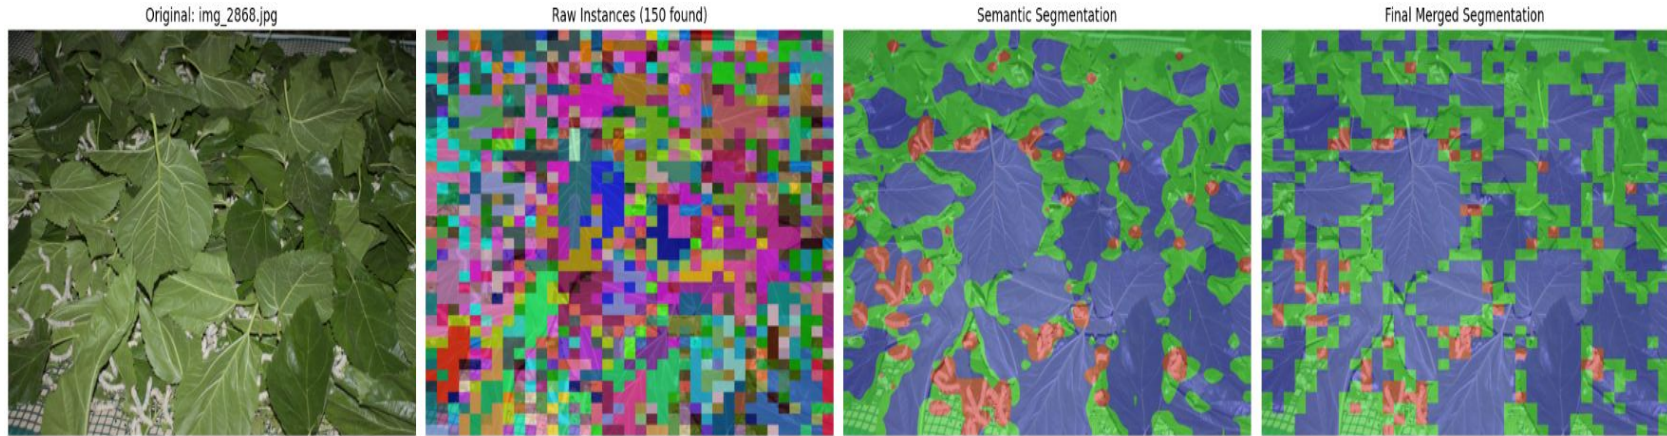 Original: img_2868.jpg
Raw Instances (150 found)
Semantic Segmentation
Final Merged Segmentation